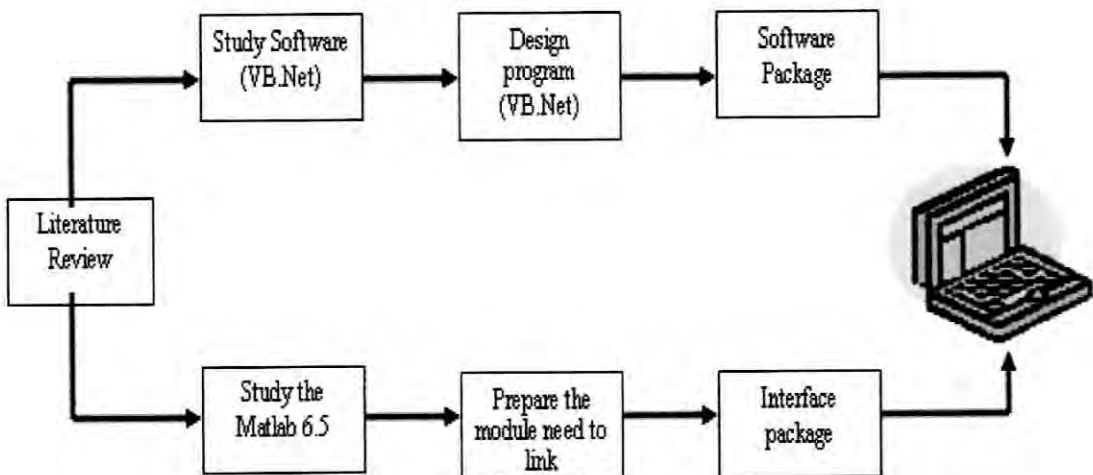 Study Software
(VB.Net)
Design
program
(VB.Net)
Software
Package
Literature
Review
Study the
Matlab 6.5
Prepare the
module need to
link
Interface
package